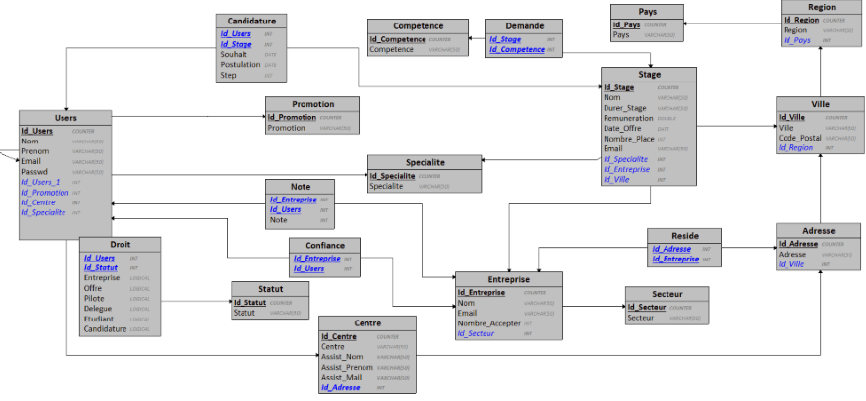 Candidature
Id_Users INT
Id_Stage INT
Souhait DATE
Postulation DATE
Step INT
Competence
Id_Competence COUNTER
Competence VARCHAR(50)
Demande
Id_Stage INT
Id_Competence INT
Pays
Id_Pays COUNTER
Pays VARCHAR(50)
Region
Id_Region COUNTER
Region VARCHAR(50)
Id_Pays INT
Users
Id_Users COUNTER
Nom VARCHAR(50)
Prenom VARCHAR(50)
Email VARCHAR(50)
Passwd VARCHAR(50)
Id_Users_1 INT
Id_Promotion INT
Id_Centre INT
Id_Specialite INT
Promotion
Id_Promotion COUNTER
Promotion VARCHAR(50)
Stage
Id_Stage COUNTER
Nom VARCHAR(50)
Durer_Stage VARCHAR(50)
Remuneration DOUBLE
Date_Offre DATE
Nombre_Place INT
Email VARCHAR(50)
Id_Specialite INT
Id_Entreprise INT
Id_Ville INT
Ville
Id_Ville COUNTER
Ville VARCHAR(50)
Code_Postal VARCHAR(50)
Id_Region INT
Specialite
Id_Specialite COUNTER
Specialite VARCHAR(50)
Note
Id_Entreprise INT
Id_Users INT
Note INT
Droit
Id_Users INT
Id_Statut INT
Entreprise LOGICAL
Offre LOGICAL
Pilote LOGICAL
Delegue LOGICAL
Etudiant LOGICAL
Candidature LOGICAL
Confiance
Id_Entreprise INT
Id_Users INT
Reside
Id_Adresse INT
Id_Entreprise INT
Adresse
Id_Adresse COUNTER
Adresse VARCHAR(50)
Id_Ville INT
Statut
Id_Statut COUNTER
Statut VARCHAR(50)
Entreprise
Id_Entreprise COUNTER
Nom VARCHAR(50)
Email VARCHAR(50)
Nombre_Accepter INT
Id_Secteur INT
Secteur
Id_Secteur COUNTER
Secteur VARCHAR(50)
Centre
Id_Centre COUNTER
Centre VARCHAR(50)
Assist_Nom VARCHAR(50)
Assist_Prenom VARCHAR(50)
Assist_Mail VARCHAR(50)
Id_Adresse INT